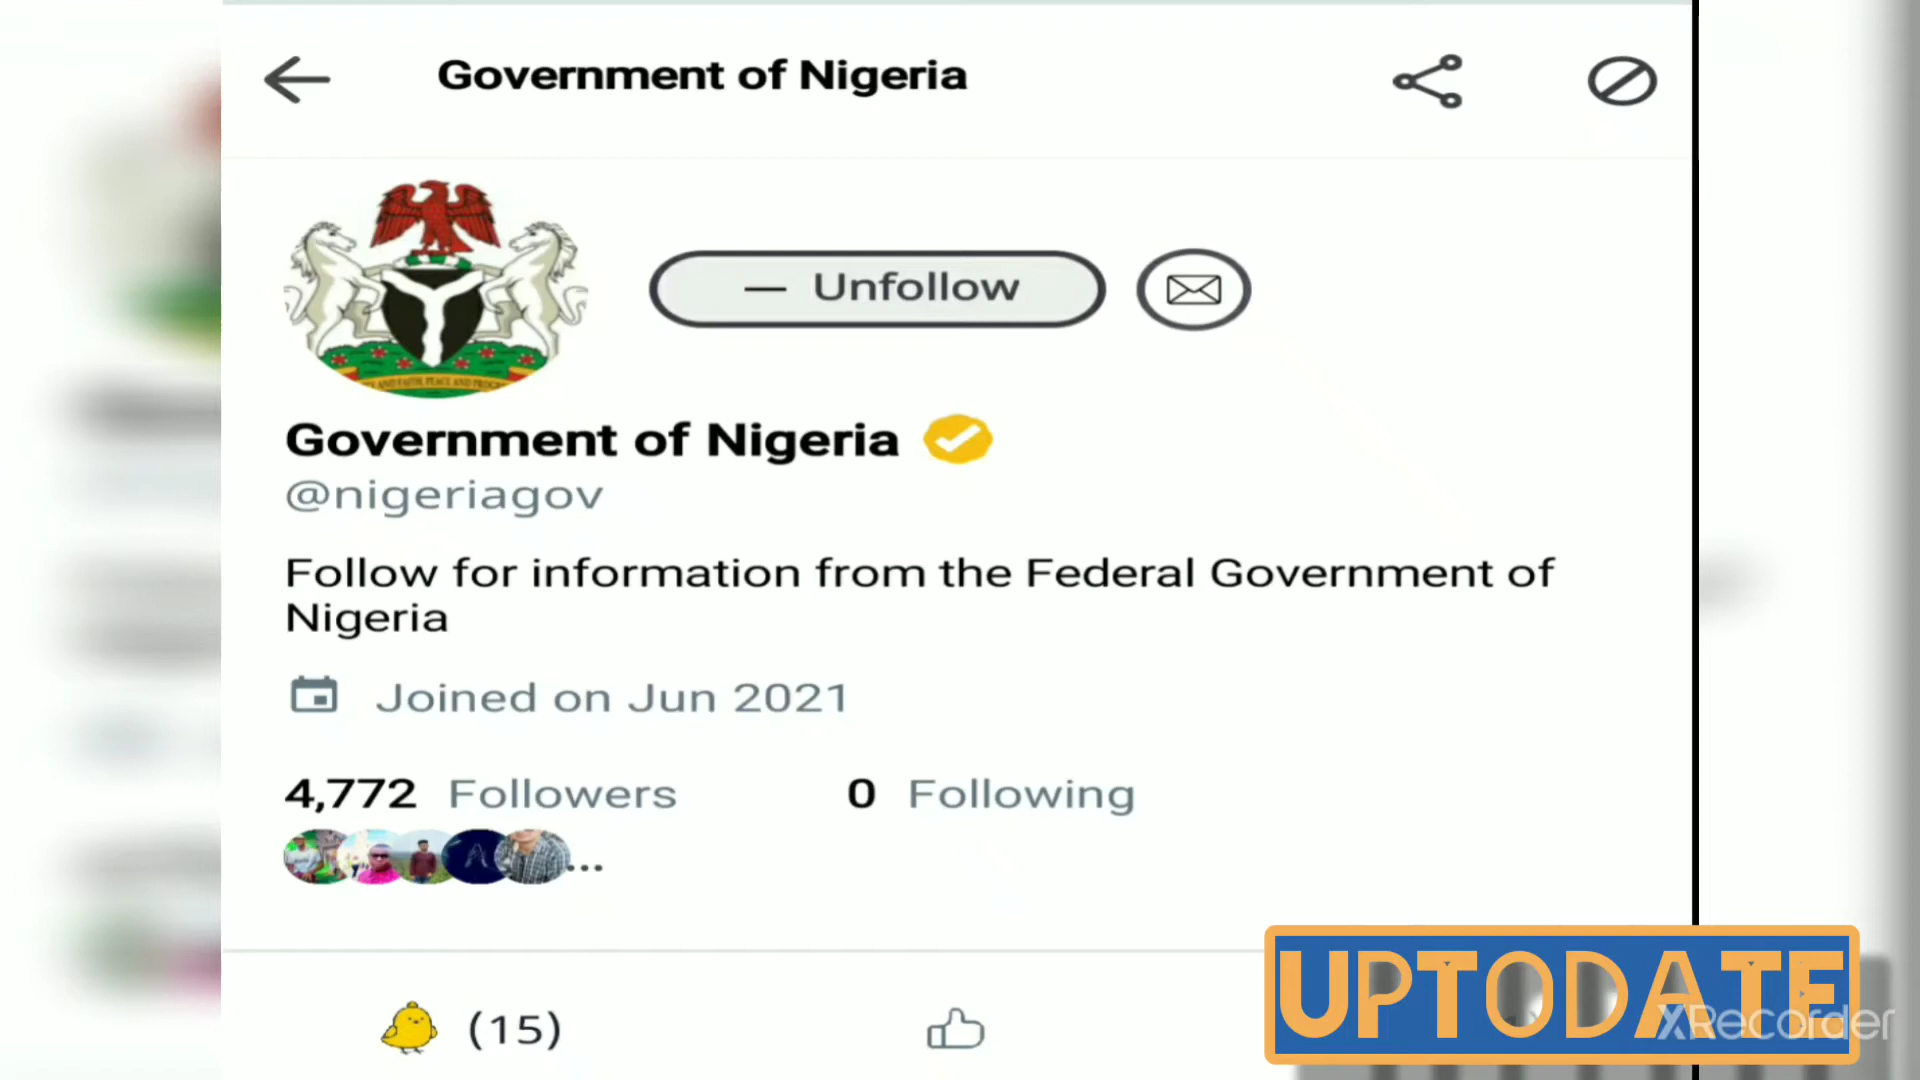 Government of Nigeria
Unfollow
Government of Nigeria
@nigeriagov
Follow for information from the Federal Government of
Nigeria
Joined on Jun 2021
4,772 Followers 0 Following
(15)
UPTODATE
XRecorder